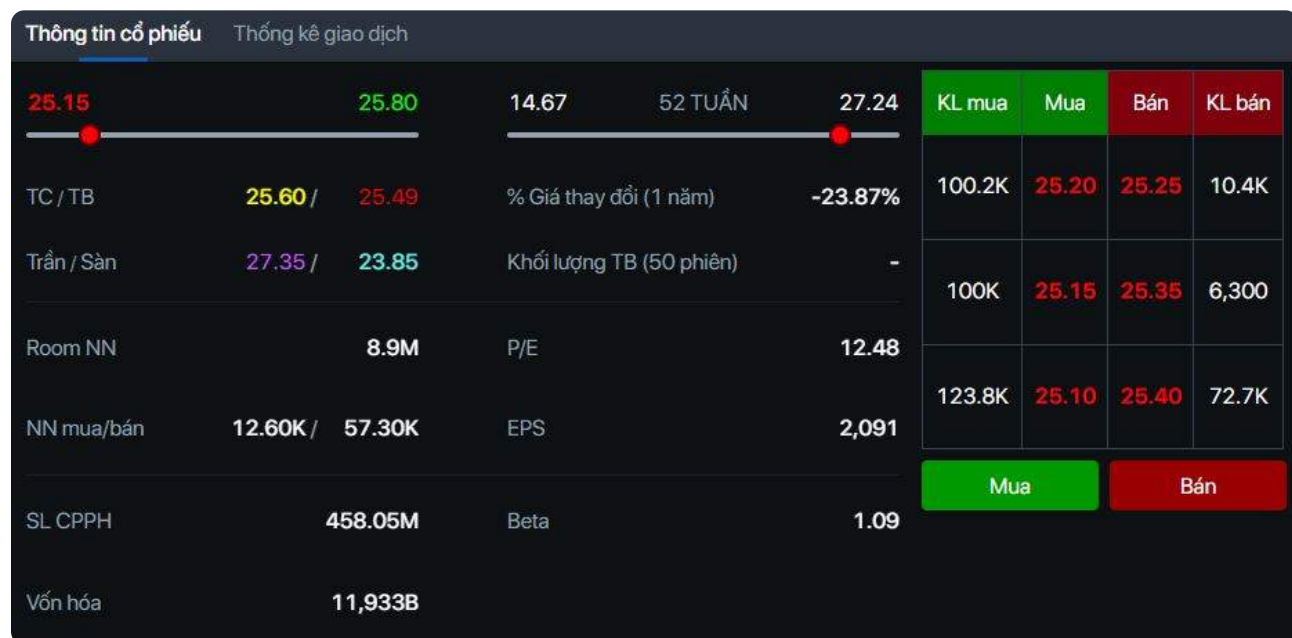 Thông tin cổ phiếu Thống kê giao dịch
25.15 25.80 14.67 52 TUẦN 27.24
KL mua Mua Bán KL bán
TC / TB 25.60 / 25.49 % Giá thay đổi (1 năm) -23.87%
100.2K 25.20 25.25 10.4K
Trần / Sàn 27.35 / 23.85 Khối lượng TB (50 phiên) -
100K 25.15 25.35 6,300
Room NN 8.9M P/E 12.48
123.8K 25.10 25.40 72.7K
NN mua/bán 12.60K / 57.30K EPS 2,091
Mua Bán
SL CPPH 458.05M Beta 1.09
Vốn hóa 11,933B